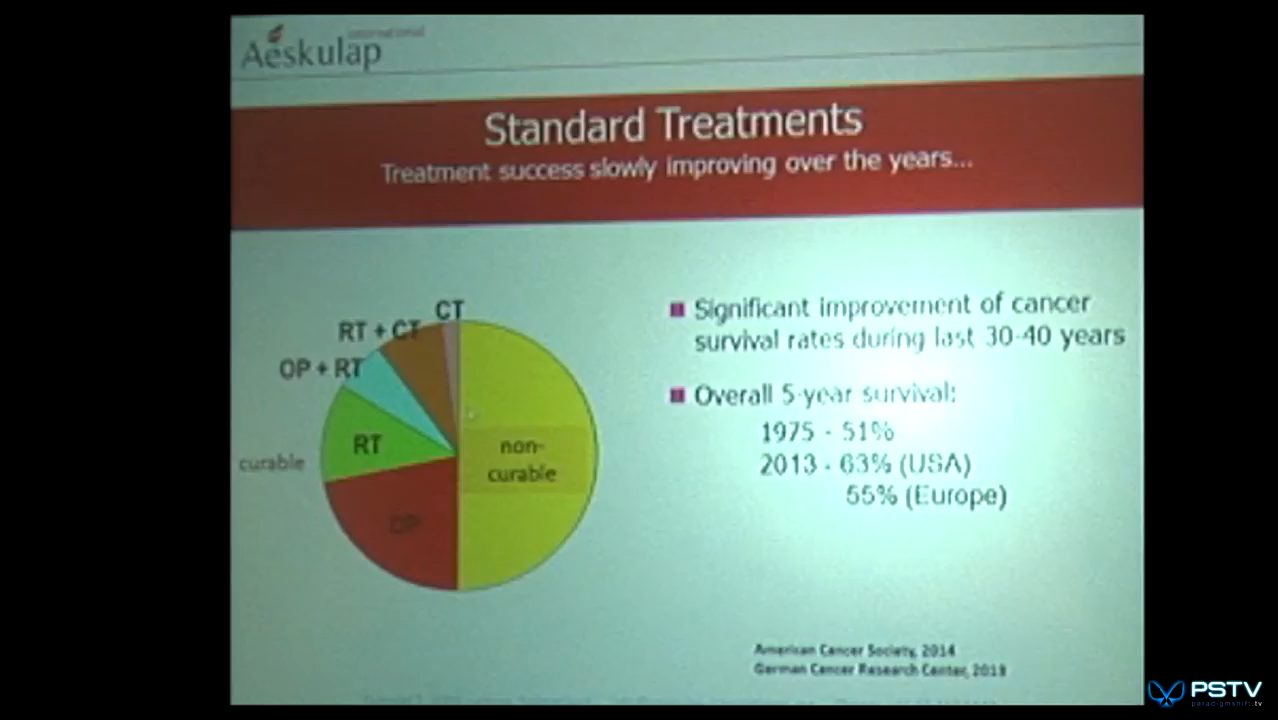 international
Aeskulap
Standard Treatments
Treatment success slowly improving over the years...
CT
RT + CT
OP + RT
RT
curable
OP
non-
curable
Significant improvement of cancer
survival rates during last 30-40 years
Overall 5-year survival:
1975 - 51%
2013 - 63% (USA)
55% (Europe)
American Cancer Society, 2014
German Cancer Research Center, 2013
PSTV
paradigmshift.tv